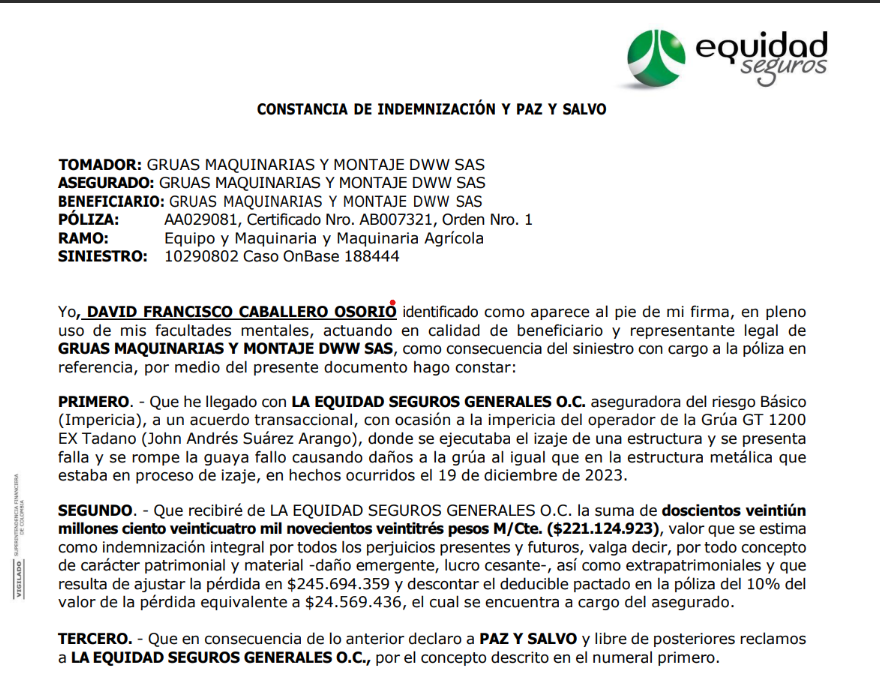 equidad
seguros
CONSTANCIA DE INDEMNIZACIÓN Y PAZ Y SALVO
TOMADOR: GRUAS MAQUINARIAS Y MONTAJE DWW SAS
ASEGURADO: GRUAS MAQUINARIAS Y MONTAJE DWW SAS
BENEFICIARIO: GRUAS MAQUINARIAS Y MONTAJE DWW SAS
PÓLIZA: AA029081, Certificado Nro. AB007321, Orden Nro. 1
RAMO: Equipo y Maquinaria y Maquinaria Agrícola
SINIESTRO: 10290802 Caso OnBase 188444
Yo, DAVID FRANCISCO CABALLERO OSORIO identificado como aparece al pie de mi firma, en pleno
uso de mis facultades mentales, actuando en calidad de beneficiario y representante legal de
GRUAS MAQUINARIAS Y MONTAJE DWW SAS, como consecuencia del siniestro con cargo a la póliza en
referencia, por medio del presente documento hago constar:
PRIMERO. - Que he llegado con LA EQUIDAD SEGUROS GENERALES O.C. aseguradora del riesgo Básico
(Impericia), a un acuerdo transaccional, con ocasión a la impericia del operador de la Grúa GT 1200
EX Tadano (John Andrés Suárez Arango), donde se ejecutaba el izaje de una estructura y se presenta
falla y se rompe la guaya fallo causando daños a la grúa al igual que en la estructura metálica que
estaba en proceso de izaje, en hechos ocurridos el 19 de diciembre de 2023.
SEGUNDO. - Que recibiré de LA EQUIDAD SEGUROS GENERALES O.C. la suma de doscientos veintiún
millones ciento veinticuatro mil novecientos veintitrés pesos M/Cte. ($221.124.923), valor que se estima
como indemnización integral por todos los perjuicios presentes y futuros, valga decir, por todo concepto
de carácter patrimonial y material -daño emergente, lucro cesante-, así como extrapatrimoniales y que
resulta de ajustar la pérdida en $245.694.359 y descontar el deducible pactado en la póliza del 10% del
valor de la pérdida equivalente a $24.569.436, el cual se encuentra a cargo del asegurado.
TERCERO. - Que en consecuencia de lo anterior declaro a PAZ Y SALVO y libre de posteriores reclamos
a LA EQUIDAD SEGUROS GENERALES O.C., por el concepto descrito en el numeral primero.
VIGILADO SUPERINTENDENCIA FINANCIERA
DE COLOMBIA